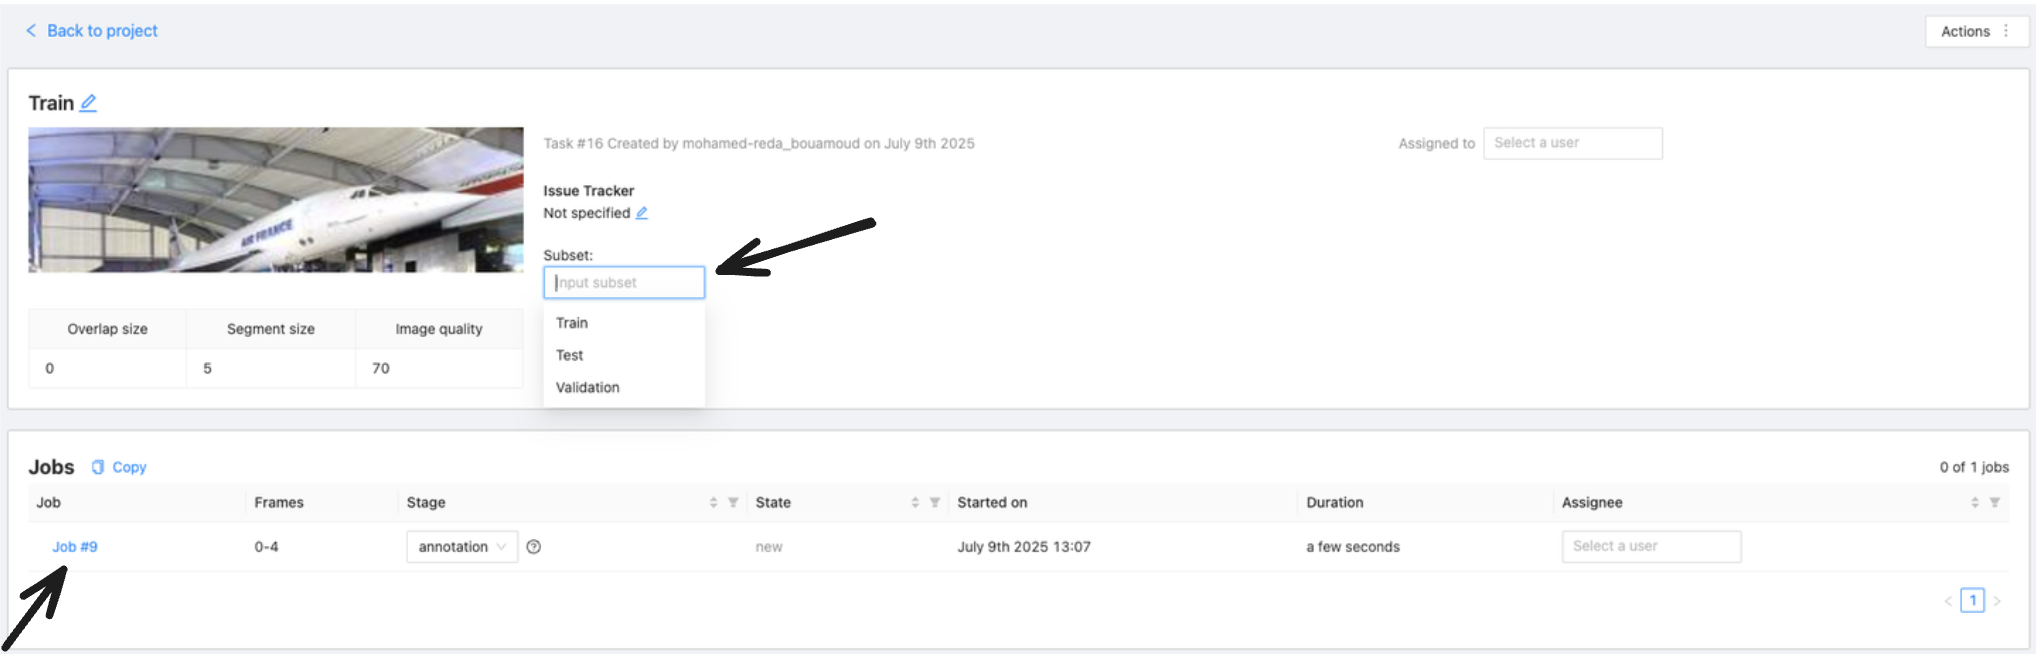 Back to project
Actions
Train
Task #16 Created by mohamed-reda_bouamoud on July 9th 2025
Assigned to Select a user
Issue Tracker
Not specified
AIR FRANCE
Subset:
Input subset
Train
Test
Validation
Overlap size Segment size Image quality
0 5 70
Jobs Copy
0 of 1 jobs
Job Frames Stage State Started on Duration Assignee
Job #9 0-4 annotation new July 9th 2025 13:07 a few seconds Select a user
1